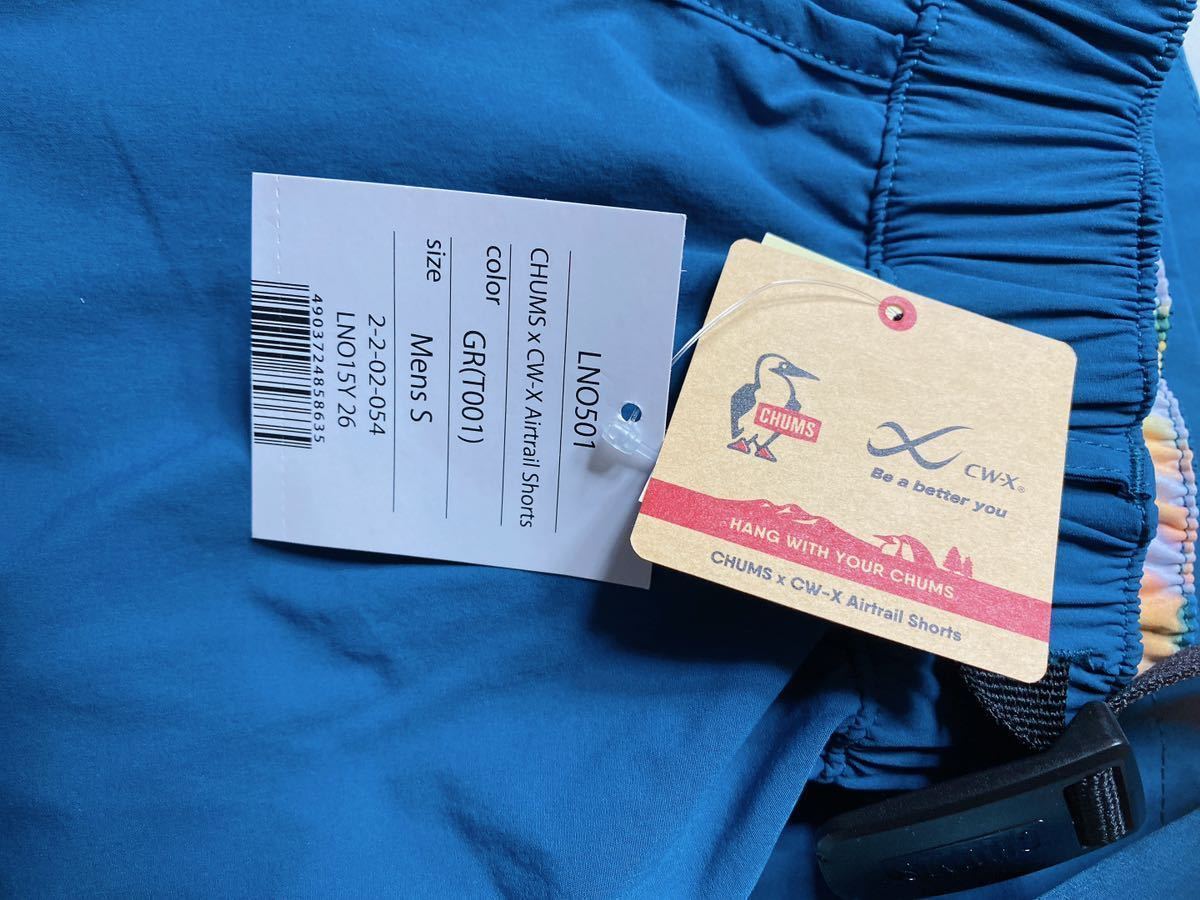 LNO501
CHUMS x CW-X Airtrail Shorts
color GR(T001)
size Mens S
2-2-02-054
LNO15Y 26
4903724858635
CHUMS
CW-X®
Be a better you
HANG WITH YOUR CHUMS
CHUMS x CW-X Airtrail Shorts
CHUMS